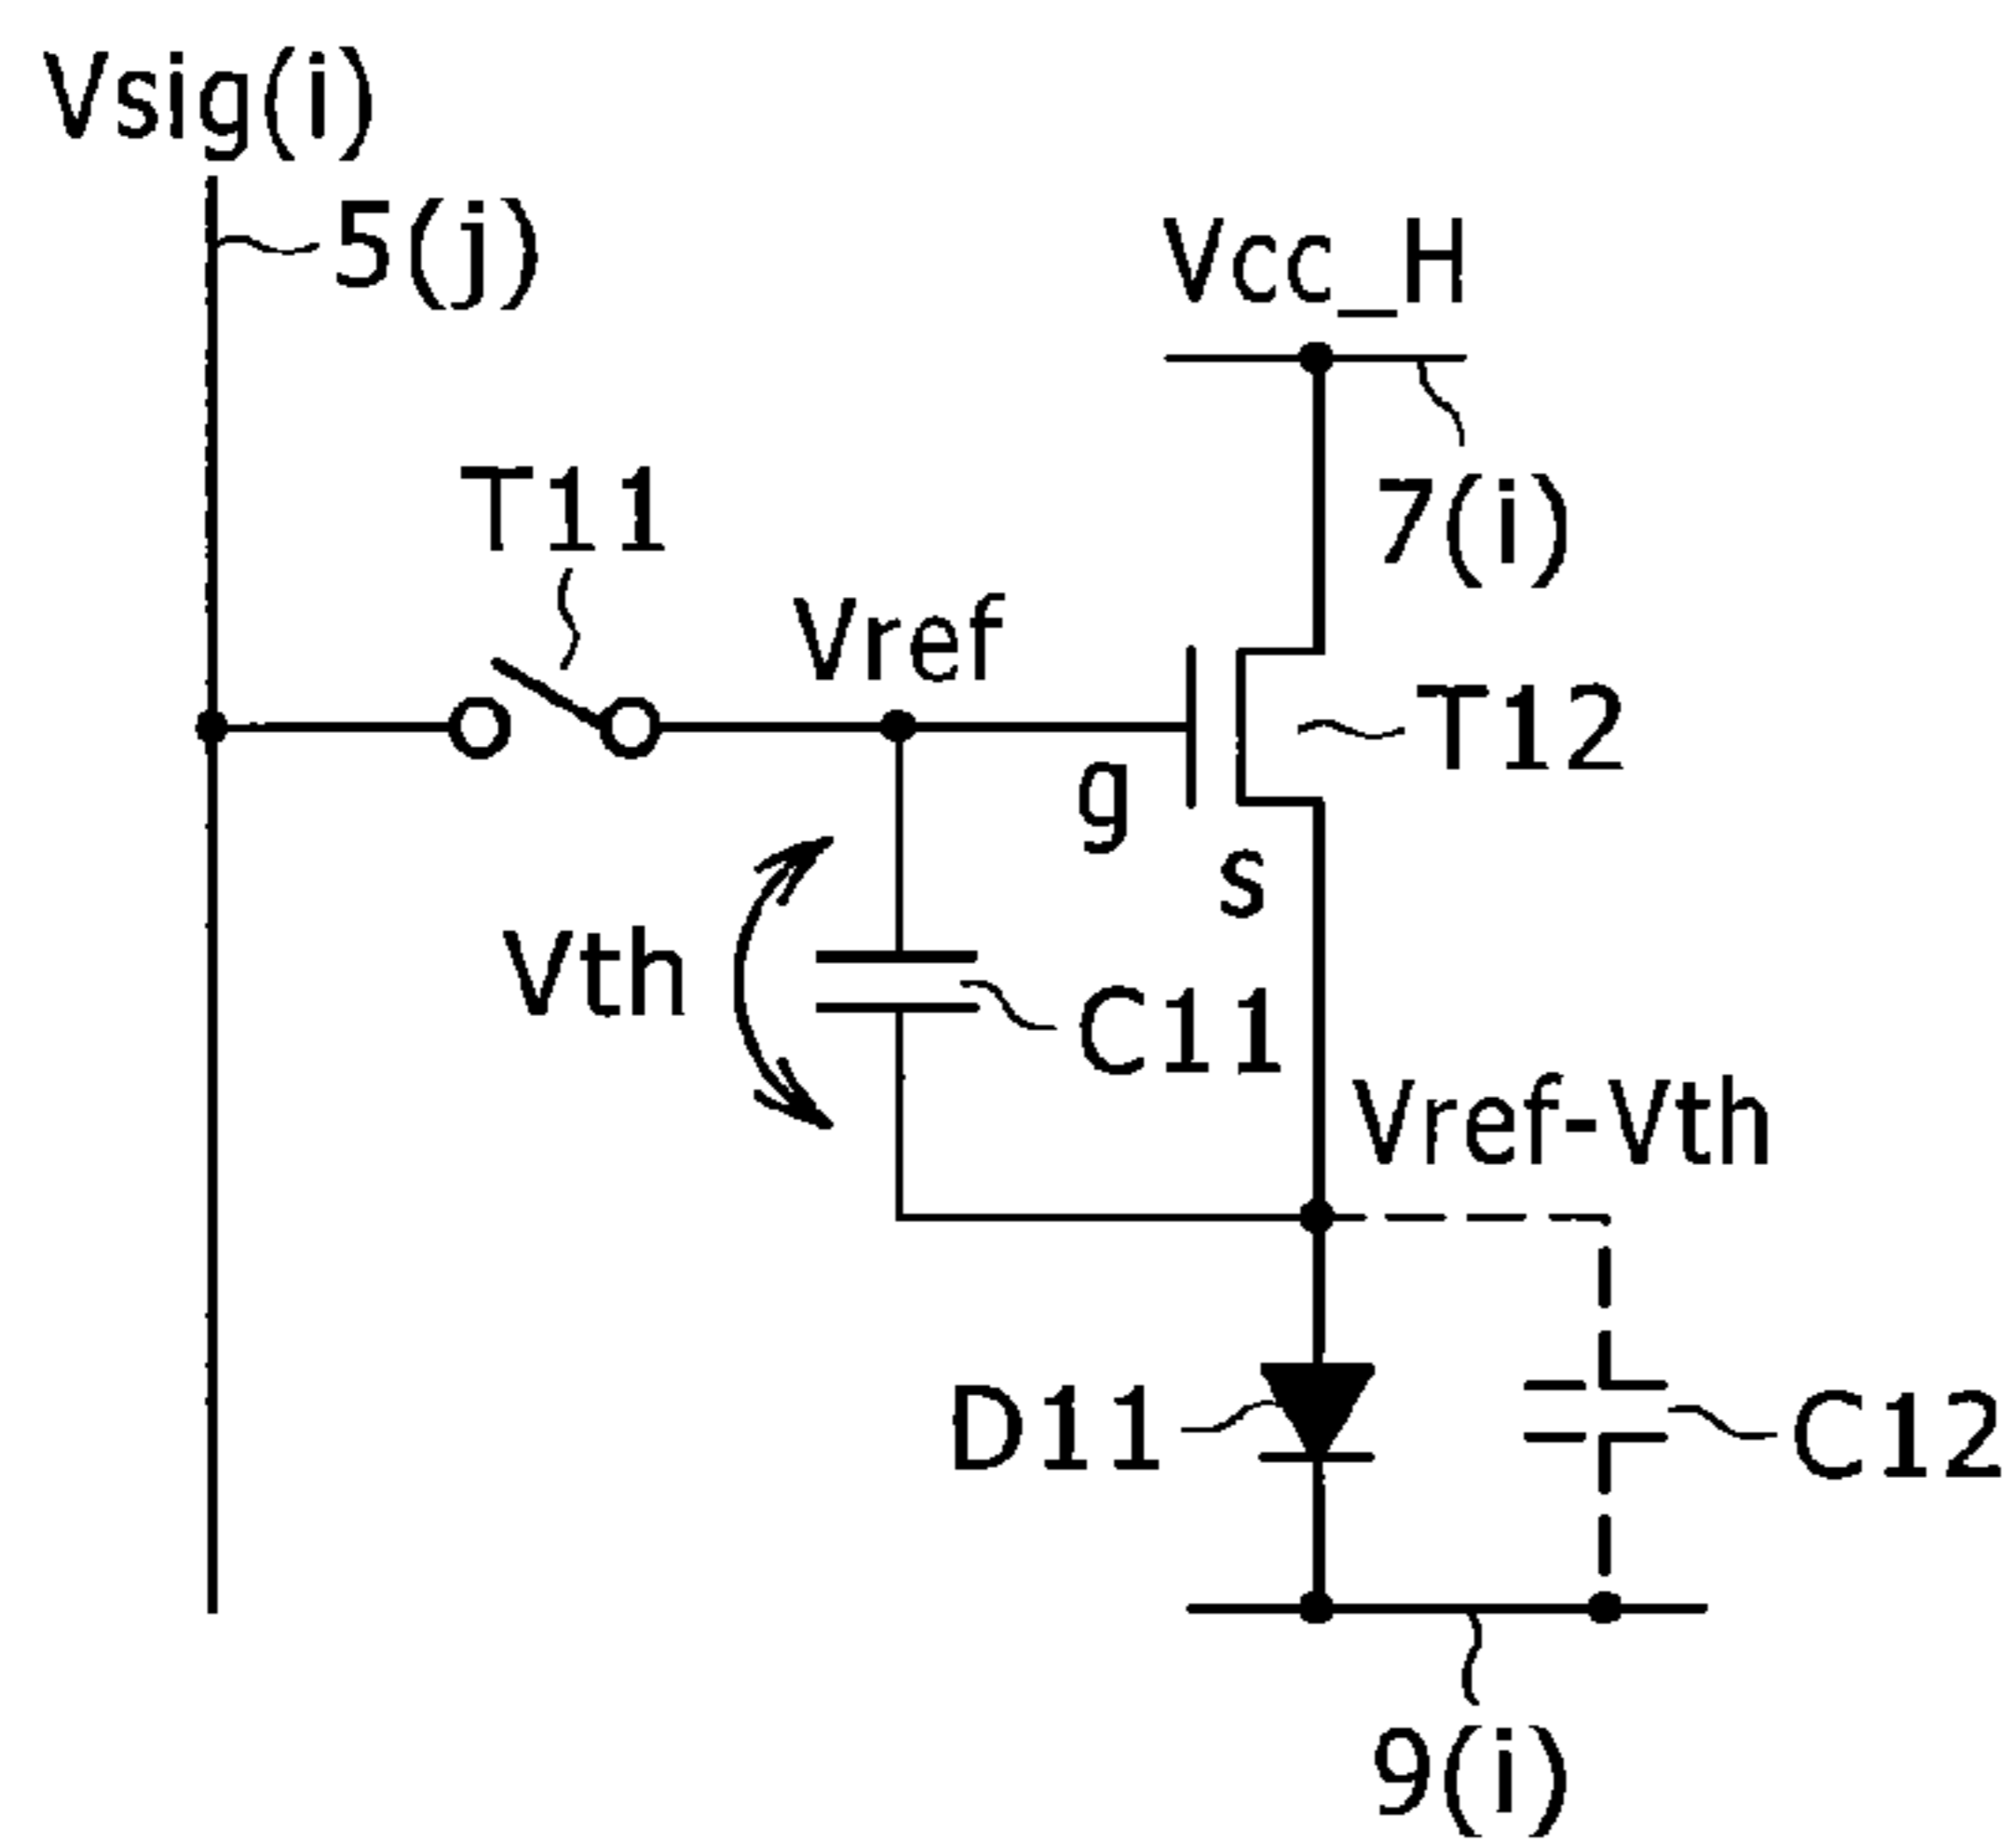 Vsig(i)
5(j)
Vcc_H
7(i)
T11
Vref
T12
g
s
Vth
C11
Vref-Vth
D11
C12
9(i)